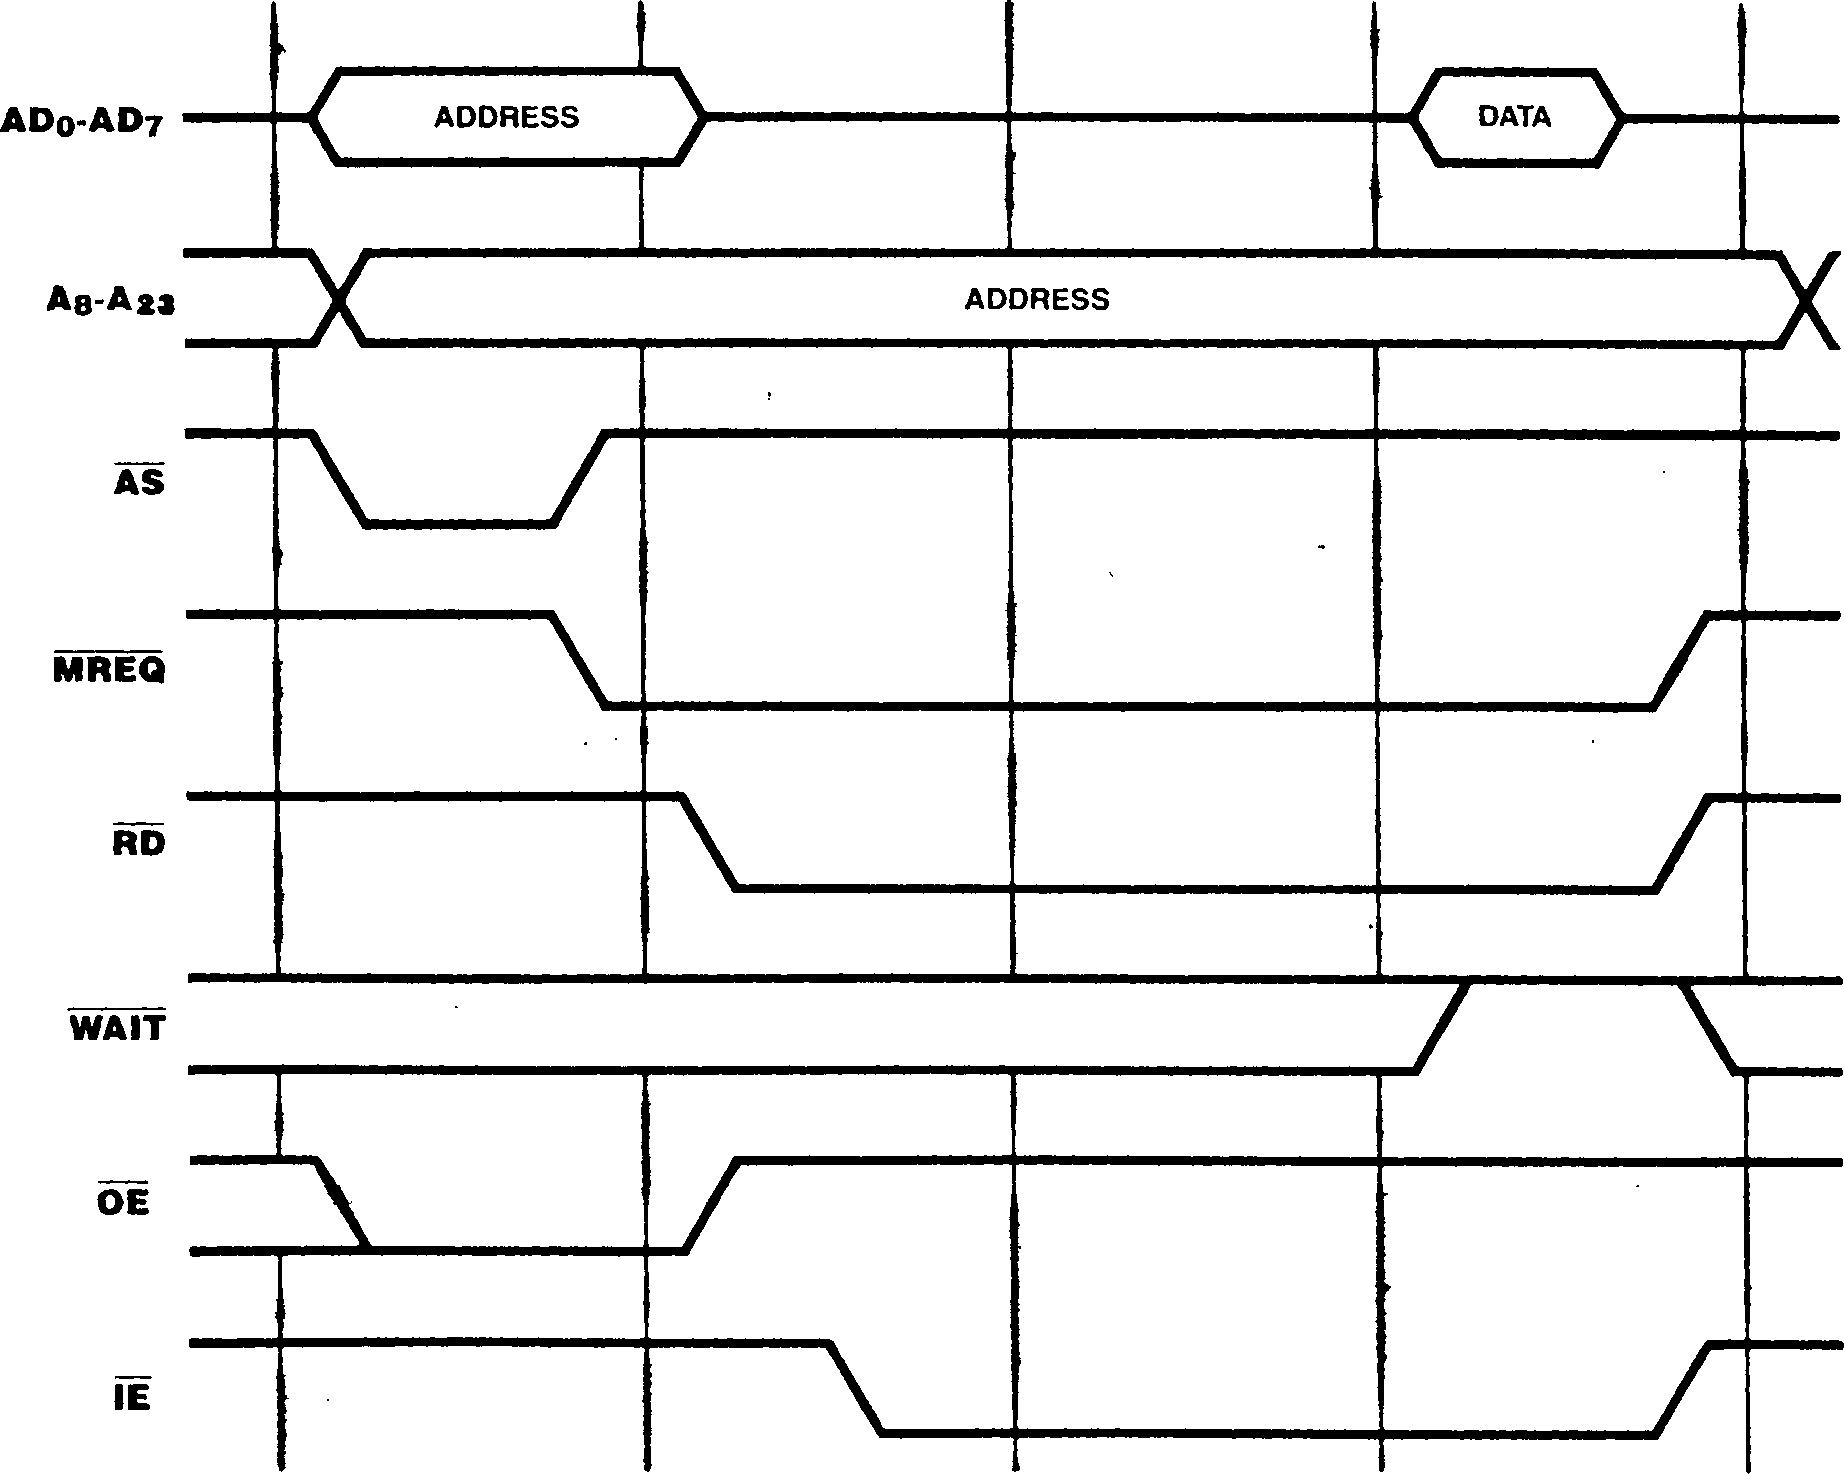 AD0-AD7
ADDRESS
DATA
A8-A23
ADDRESS
AS
MREQ
RD
WAIT
OE
IE